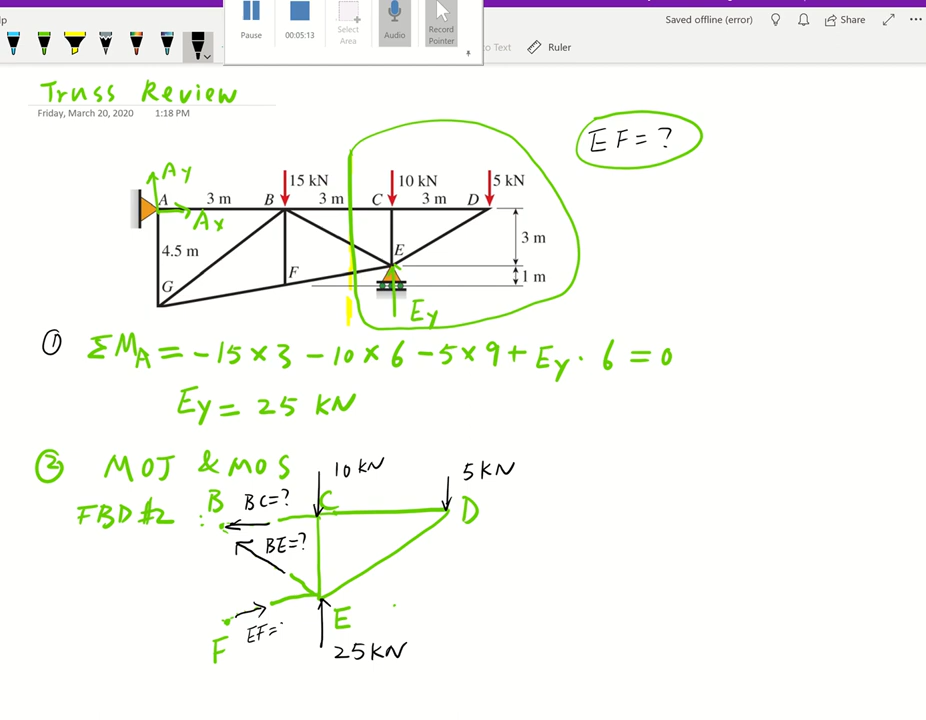 Pause
00:05:13
Select Area
Audio
Record Pointer
to Text
Ruler
Saved offline (error)
Share
Truss Review
Friday, March 20, 2020 1:18 PM
EF = ?
Ay
15 kN
10 kN
5 kN
A
3 m
B
3 m
C
3 m
D
Ax
4.5 m
E
3 m
F
1 m
G
Ey
① ΣMA = -15 × 3 - 10 × 6 - 5 × 9 + Ey · 6 = 0
Ey = 25 KN
② MOJ & MOS
10 KN
5 KN
FBD #2 :
B
BC = ?
C
D
BE = ?
E
F
EF =
25 KN